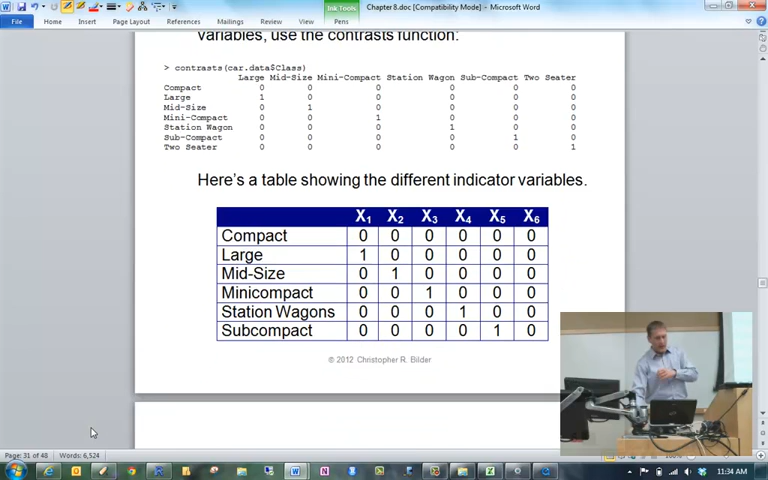 Chapter 8.doc [Compatibility Mode] - Microsoft Word
Ink Tools
File Home Insert Page Layout References Mailings Review View Pens
variables, use the contrasts function:
> contrasts(car.data$Class)
Large Mid-Size Mini-Compact Station Wagon Sub-Compact Two Seater
Compact 0 0 0 0 0 0
Large 1 0 0 0 0 0
Mid-Size 0 1 0 0 0 0
Mini-Compact 0 0 1 0 0 0
Station Wagon 0 0 0 1 0 0
Sub-Compact 0 0 0 0 1 0
Two Seater 0 0 0 0 0 1
Here's a table showing the different indicator variables.
X₁ X₂ X₃ X₄ X₅ X₆
Compact 0 0 0 0 0 0
Large 1 0 0 0 0 0
Mid-Size 0 1 0 0 0 0
Minicompact 0 0 1 0 0 0
Station Wagons 0 0 0 1 0 0
Subcompact 0 0 0 0 1 0
© 2012 Christopher R. Bilder
Page: 31 of 48 Words: 6,524
11:34 AM